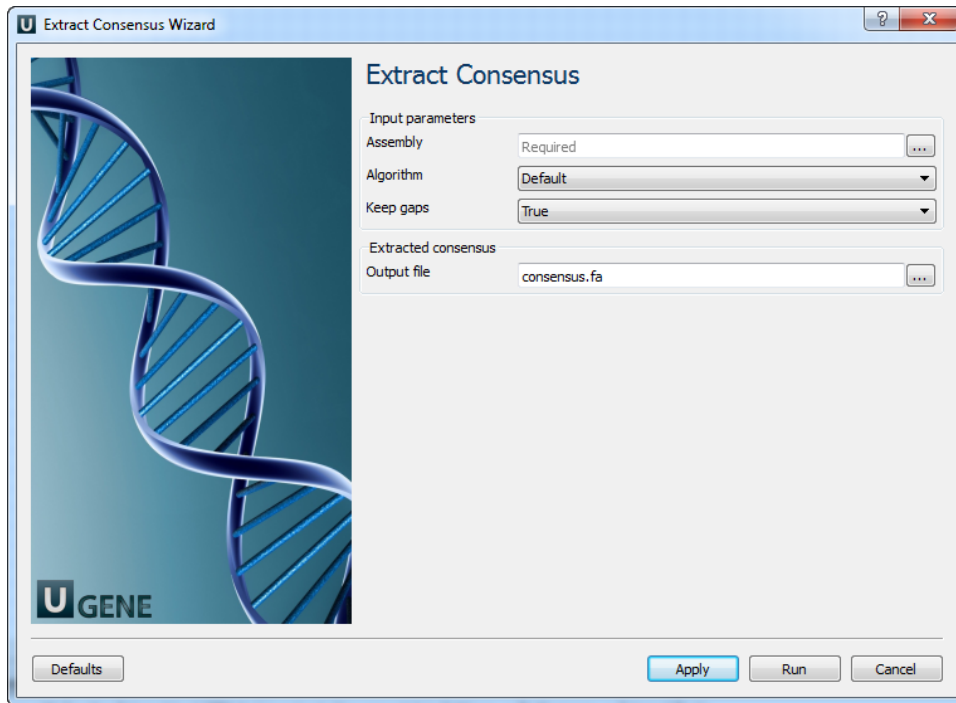 U Extract Consensus Wizard
?
Extract Consensus
Input parameters
Assembly Required ...
Algorithm Default
Keep gaps True
Extracted consensus
Output file consensus.fa ...
U GENE
Defaults Apply Run Cancel